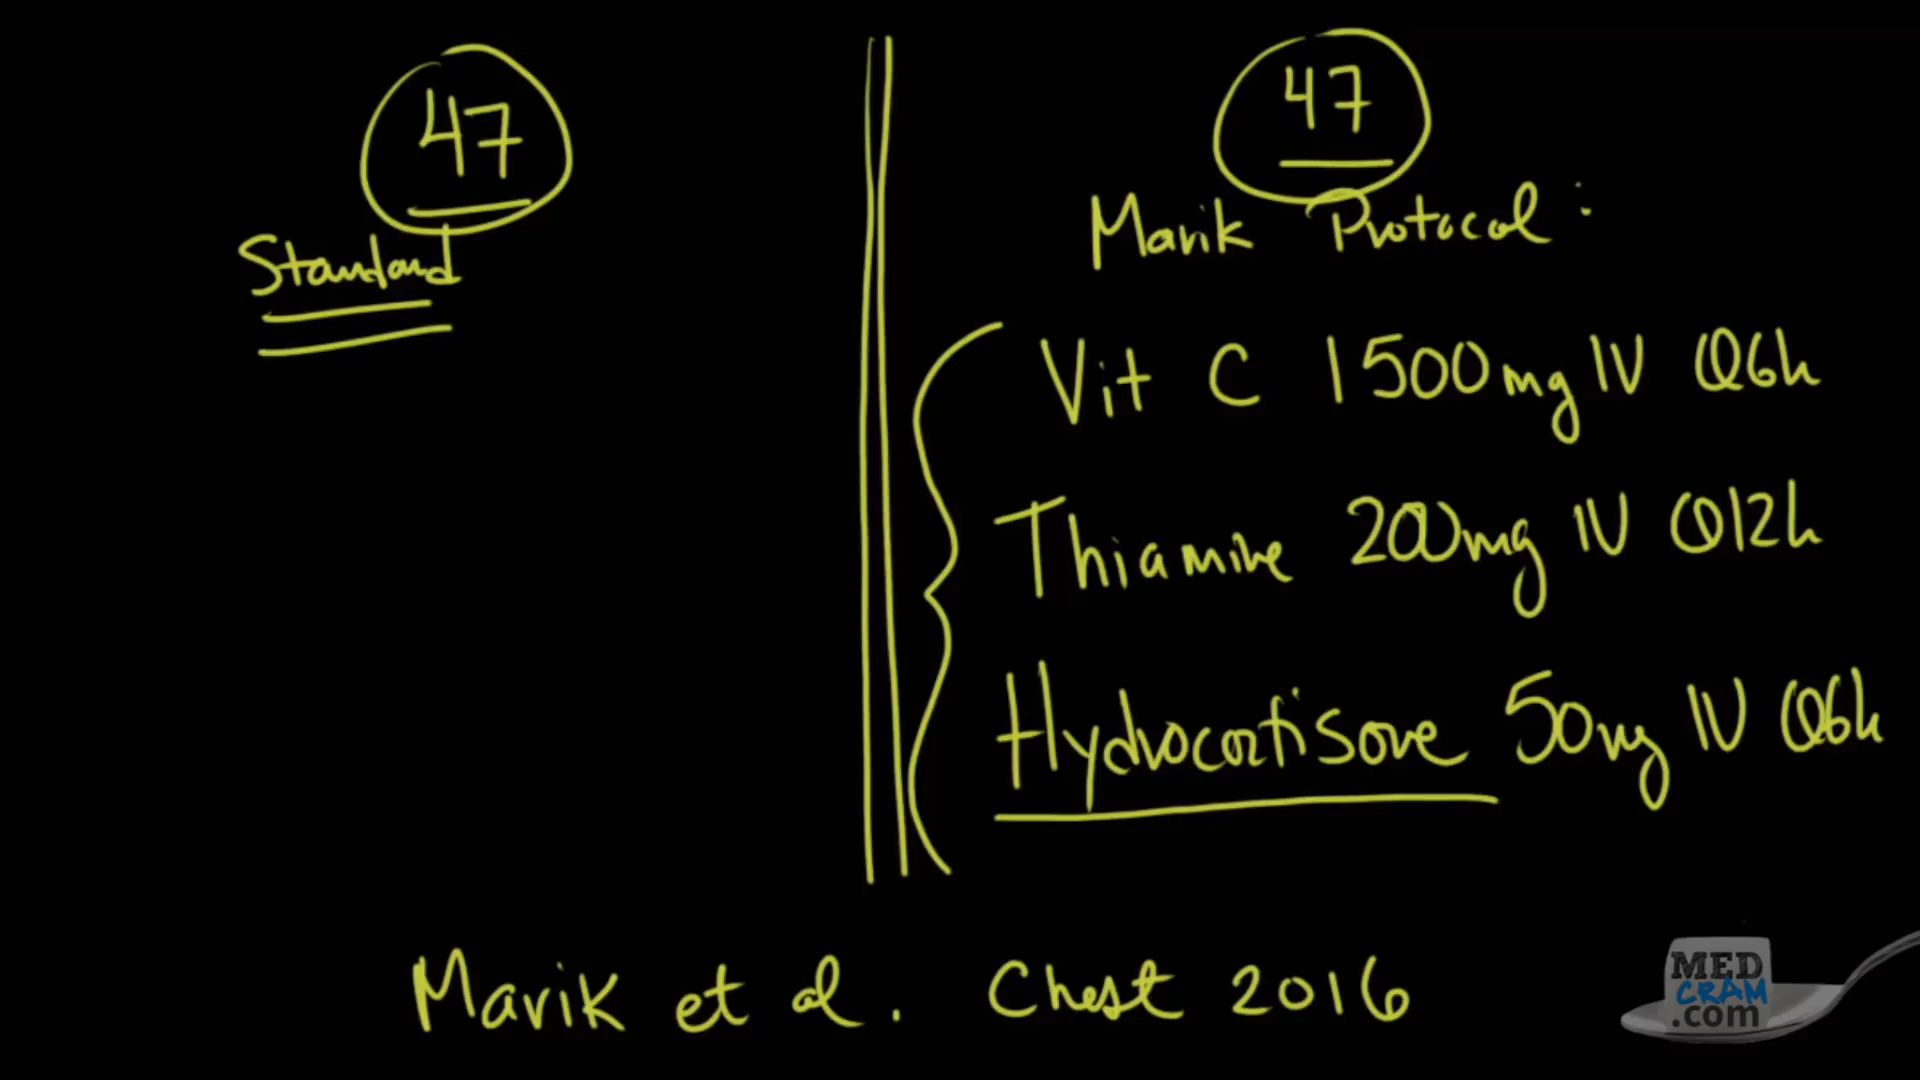 47
Standard
47
Marik Protocol:
Vit C 1500mg IV Q6h
Thiamine 200mg IV Q12h
Hydrocortisone 50mg IV Q6h
Marik et al. Chest 2016
MED
CRAM
.com